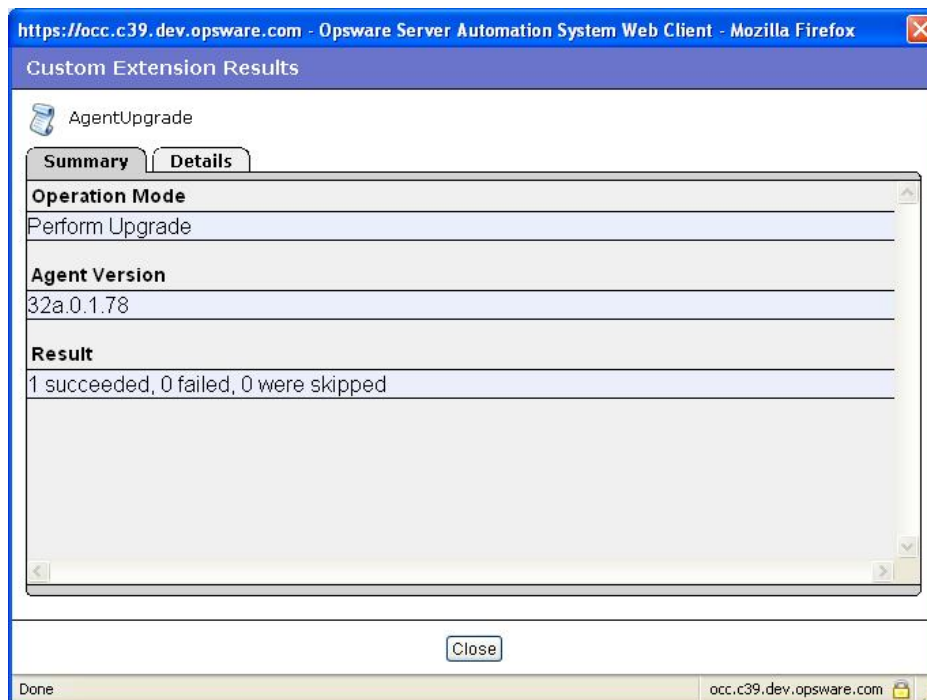 https://occ.c39.dev.opsware.com - Opsware Server Automation System Web Client - Mozilla Firefox
Custom Extension Results
AgentUpgrade
Summary Details
Operation Mode
Perform Upgrade
Agent Version
32a.0.1.78
Result
1 succeeded, 0 failed, 0 were skipped
Close
Done occ.c39.dev.opsware.com